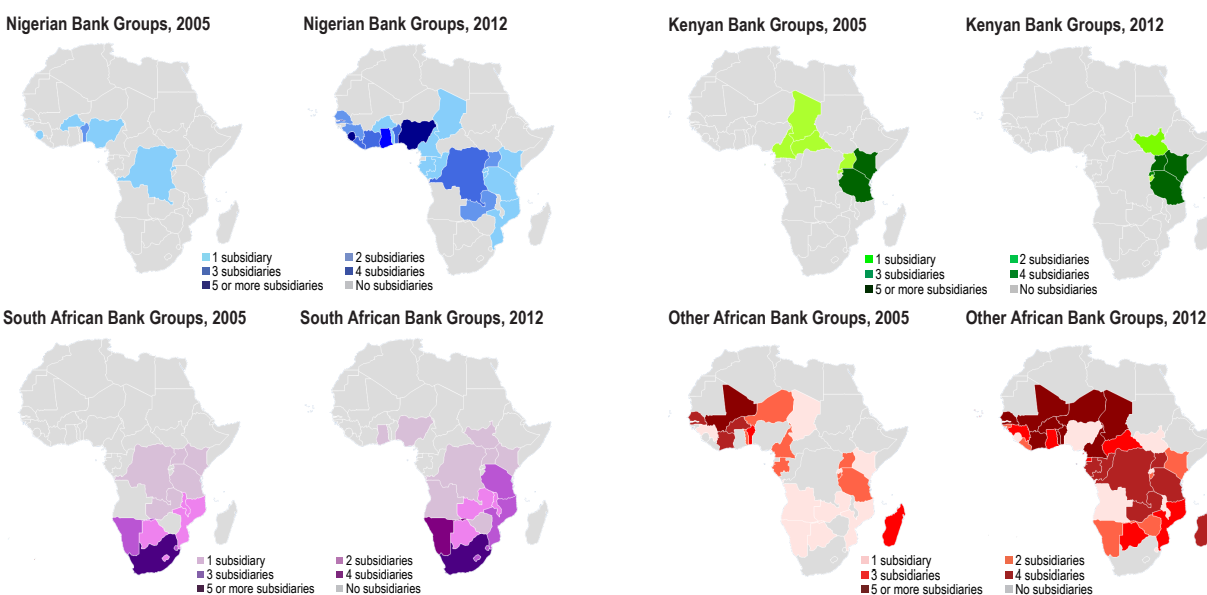 Nigerian Bank Groups, 2005
Nigerian Bank Groups, 2012
1 subsidiary
2 subsidiaries
3 subsidiaries
4 subsidiaries
5 or more subsidiaries
No subsidiaries
Kenyan Bank Groups, 2005
Kenyan Bank Groups, 2012
1 subsidiary
2 subsidiaries
3 subsidiaries
4 subsidiaries
5 or more subsidiaries
No subsidiaries
South African Bank Groups, 2005
South African Bank Groups, 2012
1 subsidiary
2 subsidiaries
3 subsidiaries
4 subsidiaries
5 or more subsidiaries
No subsidiaries
Other African Bank Groups, 2005
Other African Bank Groups, 2012
1 subsidiary
2 subsidiaries
3 subsidiaries
4 subsidiaries
5 or more subsidiaries
No subsidiaries